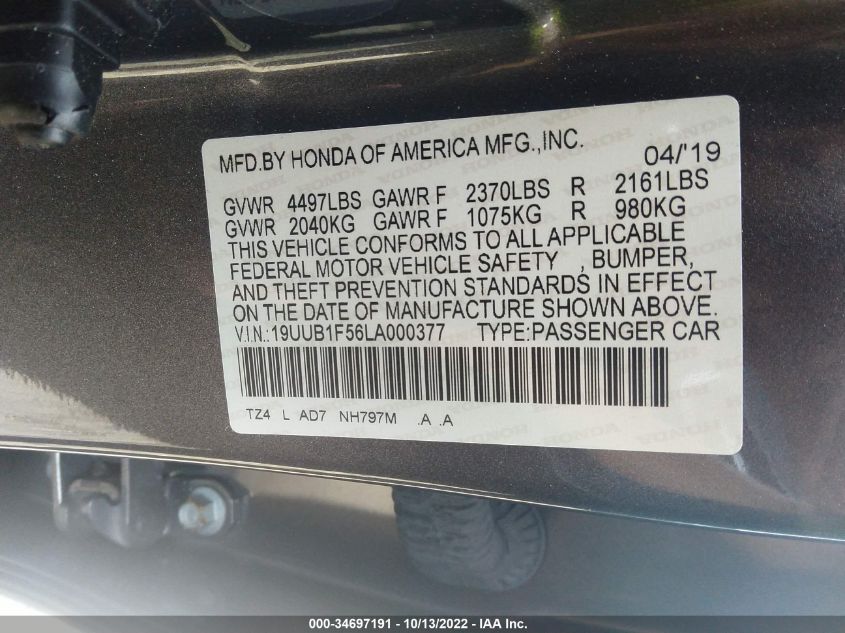 MFD.BY HONDA OF AMERICA MFG.,INC. 04/'19
GVWR 4497LBS GAWR F 2370LBS R 2161LBS
GVWR 2040KG GAWR F 1075KG R 980KG
THIS VEHICLE CONFORMS TO ALL APPLICABLE
FEDERAL MOTOR VEHICLE SAFETY , BUMPER,
AND THEFT PREVENTION STANDARDS IN EFFECT
ON THE DATE OF MANUFACTURE SHOWN ABOVE.
V.I.N.:19UUB1F56LA000377 TYPE:PASSENGER CAR
TZ4 L AD7 NH797M .A .A
000-34697191 - 10/13/2022 - IAA Inc.